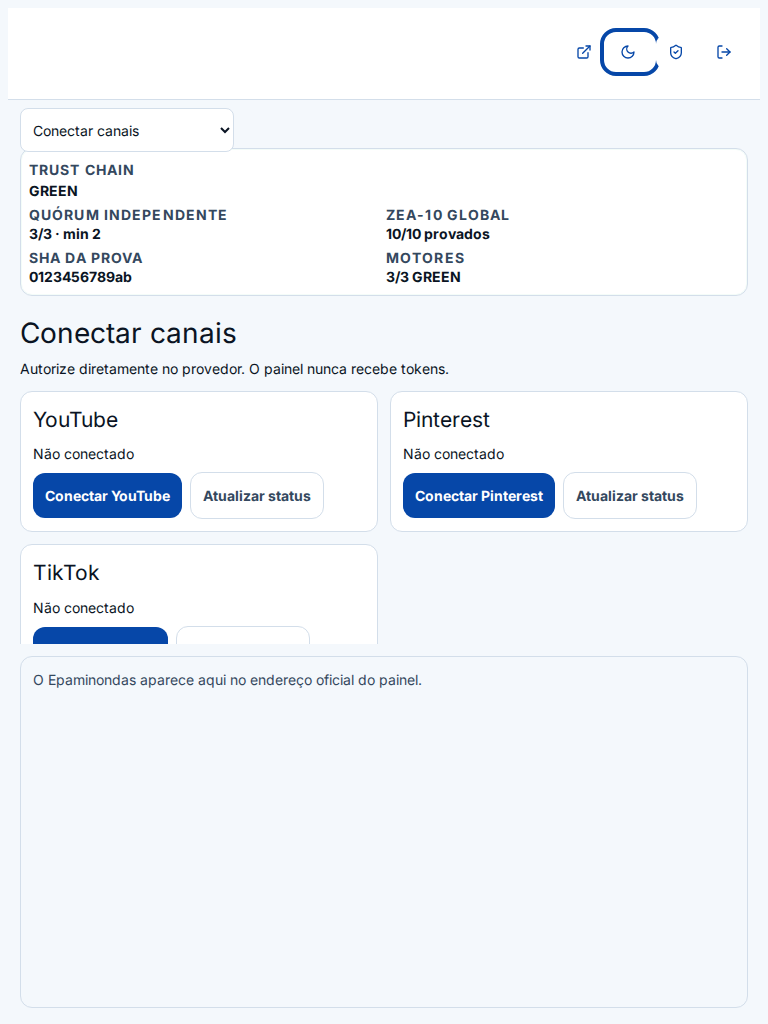 Conectar canais
TRUST CHAIN
GREEN
QUÓRUM INDEPENDENTE
3/3 · min 2
ZEA-10 GLOBAL
10/10 provados
SHA DA PROVA
0123456789ab
MOTORES
3/3 GREEN
Conectar canais
Autorize diretamente no provedor. O painel nunca recebe tokens.
YouTube
Não conectado
Conectar YouTube
Atualizar status
Pinterest
Não conectado
Conectar Pinterest
Atualizar status
TikTok
Não conectado
O Epaminondas aparece aqui no endereço oficial do painel.